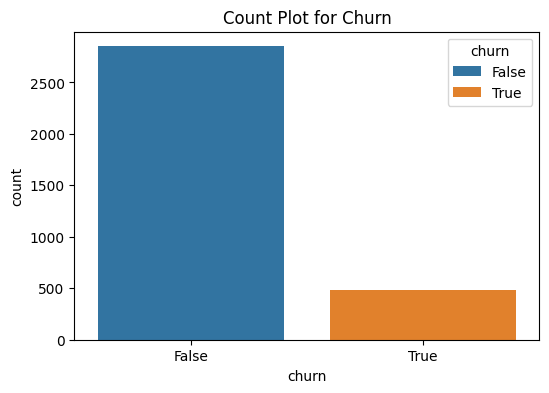 Count Plot for Churn
churn
False
True
2500
2000
1500
1000
500
0
count
False
True
churn